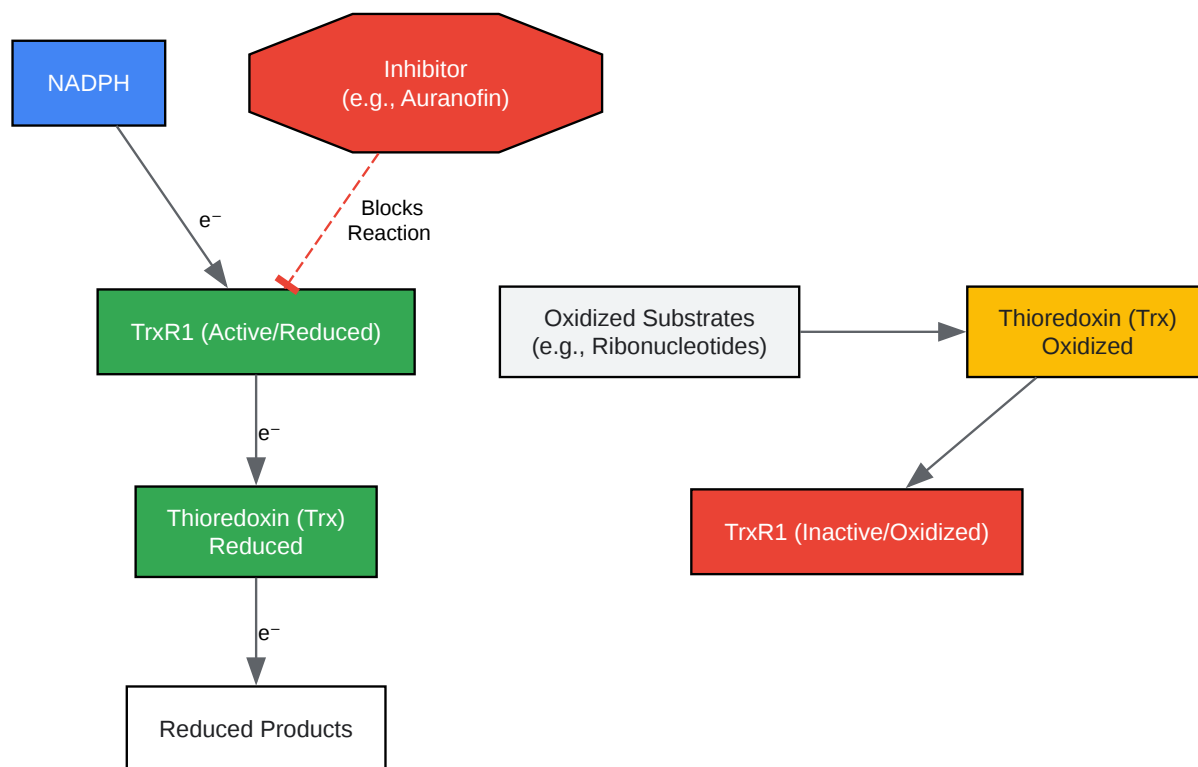 NADPH
Inhibitor
(e.g., Auranofin)
e⁻
Blocks
Reaction
TrxR1 (Active/Reduced)
Oxidized Substrates
(e.g., Ribonucleotides)
Thioredoxin (Trx)
Oxidized
e⁻
Thioredoxin (Trx)
Reduced
TrxR1 (Inactive/Oxidized)
e⁻
Reduced Products